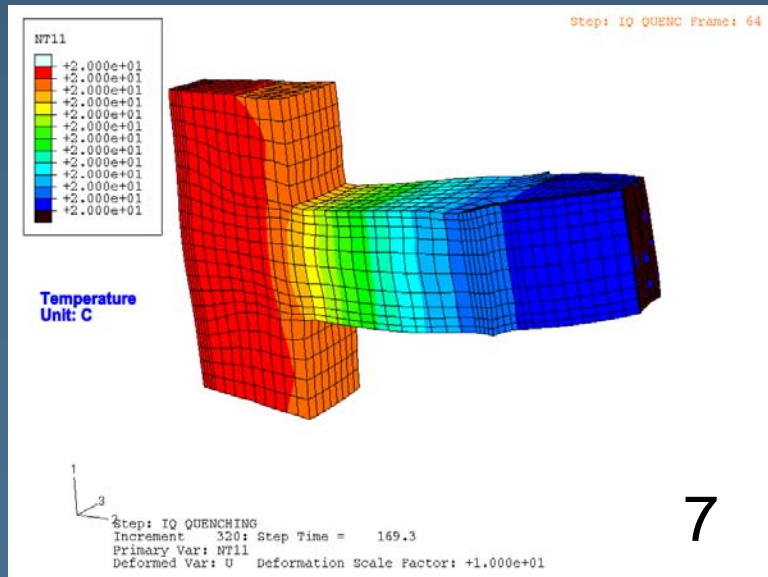 Step: IQ QUENC Frame: 64
NT11
+2.000e+01
+2.000e+01
+2.000e+01
+2.000e+01
+2.000e+01
+2.000e+01
+2.000e+01
+2.000e+01
+2.000e+01
+2.000e+01
+2.000e+01
+2.000e+01
+2.000e+01
Temperature
Unit: C
1
3
2
Step: IQ QUENCHING
Increment 320: Step Time = 169.3
Primary Var: NT11
Deformed Var: U Deformation Scale Factor: +1.000e+01
7